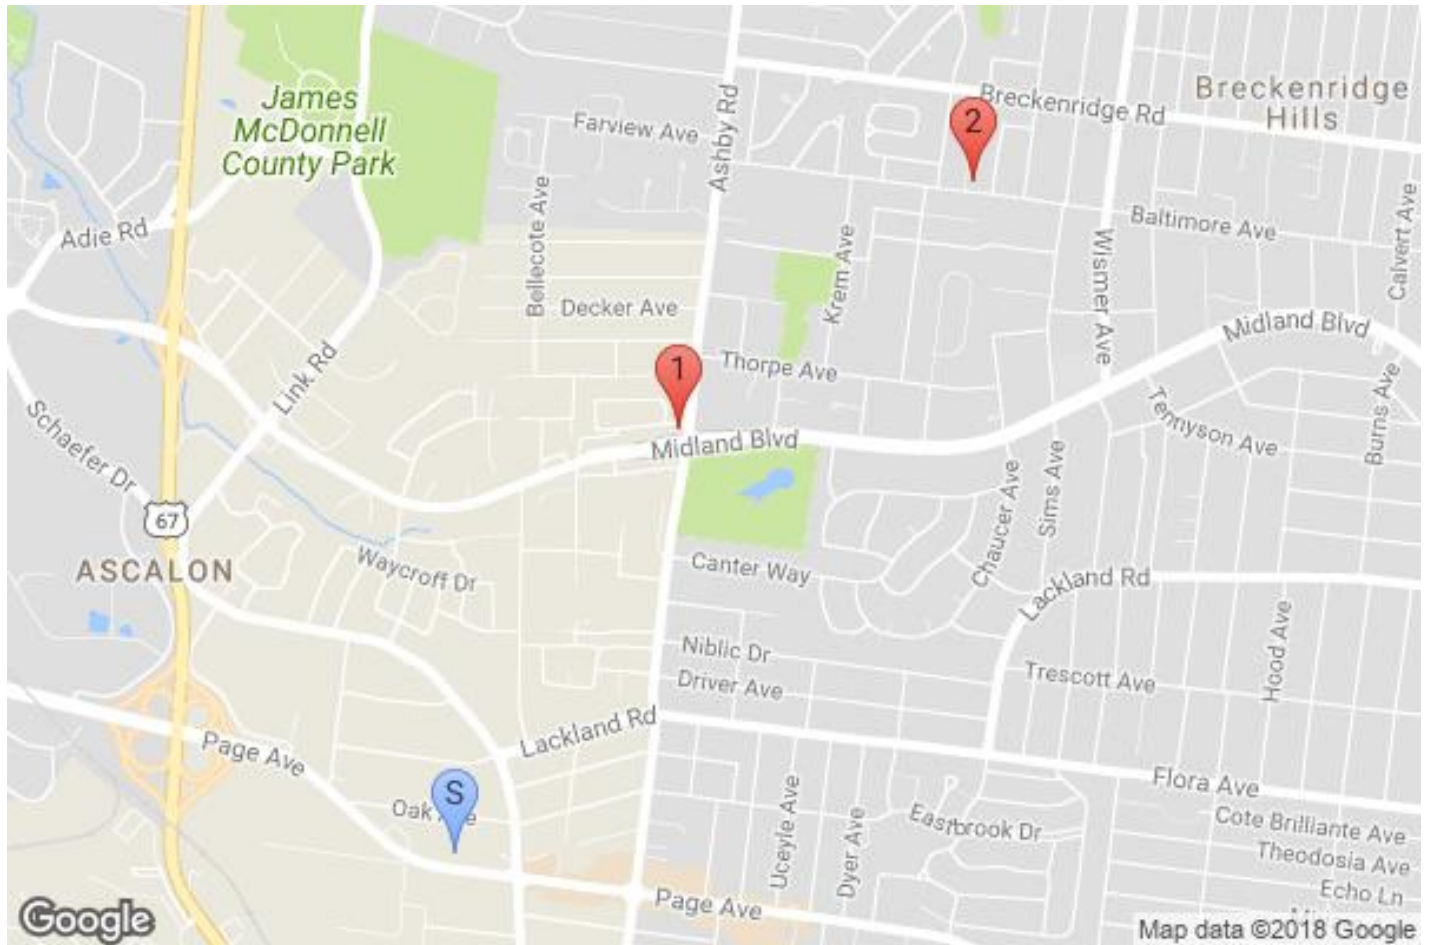 Breckenridge
Hills
James
McDonnell
County Park
Breckenridge Rd
2
Farview Ave
Ashby Rd
Adie Rd
Bellecote Ave
Baltimore Ave
Calvert Ave
Krem Ave
Wismer Ave
Decker Ave
Midland Blvd
1
Thorpe Ave
Link Rd
Schaefer Dr
Midland Blvd
Tennyson Ave
Burns Ave
67
ASCALON
Waycroff Dr
Canter Way
Chaucer Ave
Sims Ave
Lackland Rd
Hood Ave
Niblic Dr
Driver Ave
Trescott Ave
Lackland Rd
Page Ave
S
Oak
Flora Ave
Uceyle Ave
Dyer Ave
Eastbrook Dr
Cote Brilliante Ave
Theodosia Ave
Echo Ln
Page Ave
Google
Map data ©2018 Google